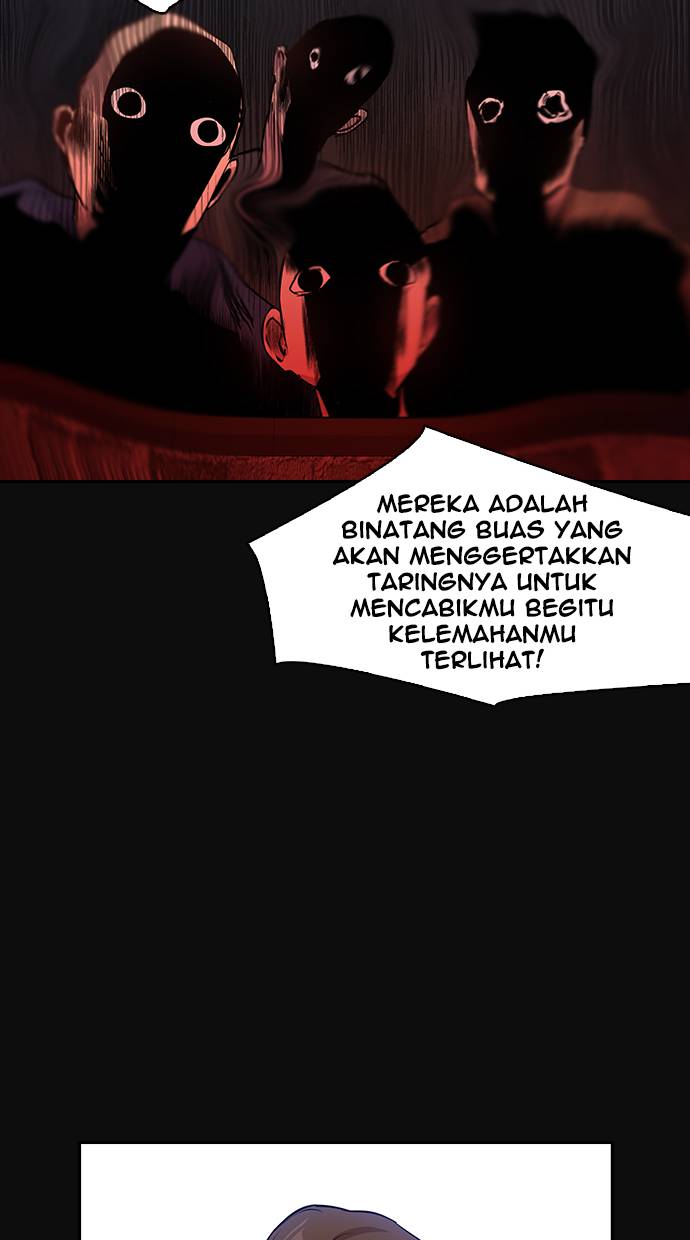 MEREKA ADALAH
BINATANG BUAS YANG
AKAN MENGGERTAKKAN
TARINGNYA UNTUK
MENCABIKMU BEGITU
KELEMAHANMU
TERLIHAT!